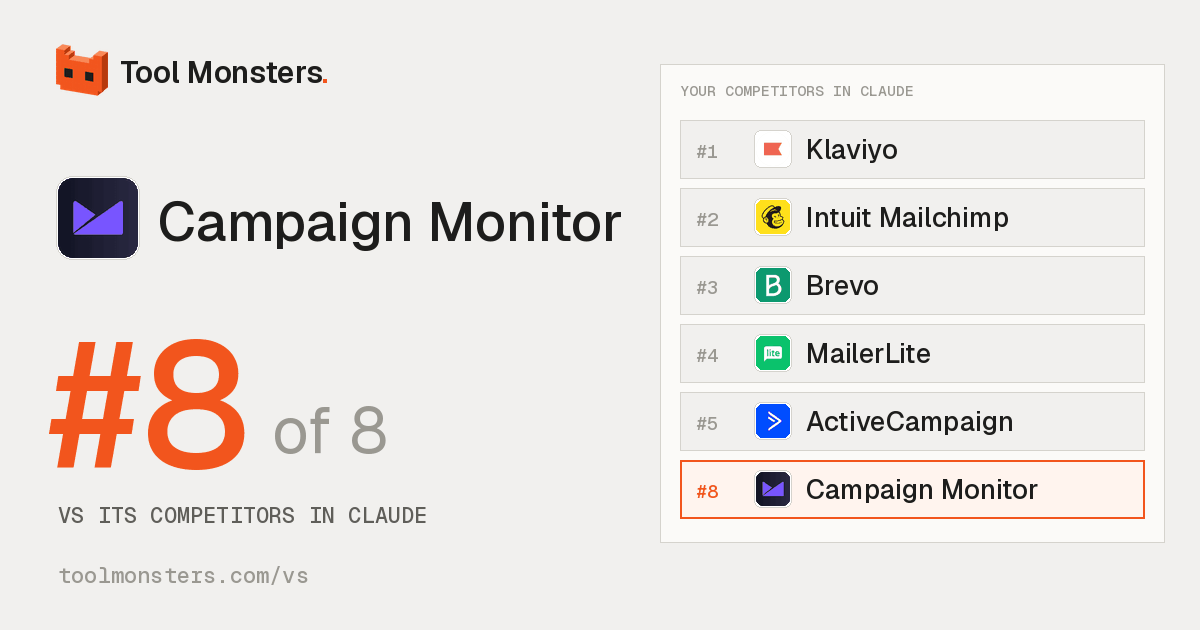 Tool Monsters.
Campaign Monitor
#8 of 8
VS ITS COMPETITORS IN CLAUDE
toolmonsters.com/vs
YOUR COMPETITORS IN CLAUDE
#1 Klaviyo
#2 Intuit Mailchimp
#3 B Brevo
#4 lite MailerLite
#5 ActiveCampaign
#8 Campaign Monitor